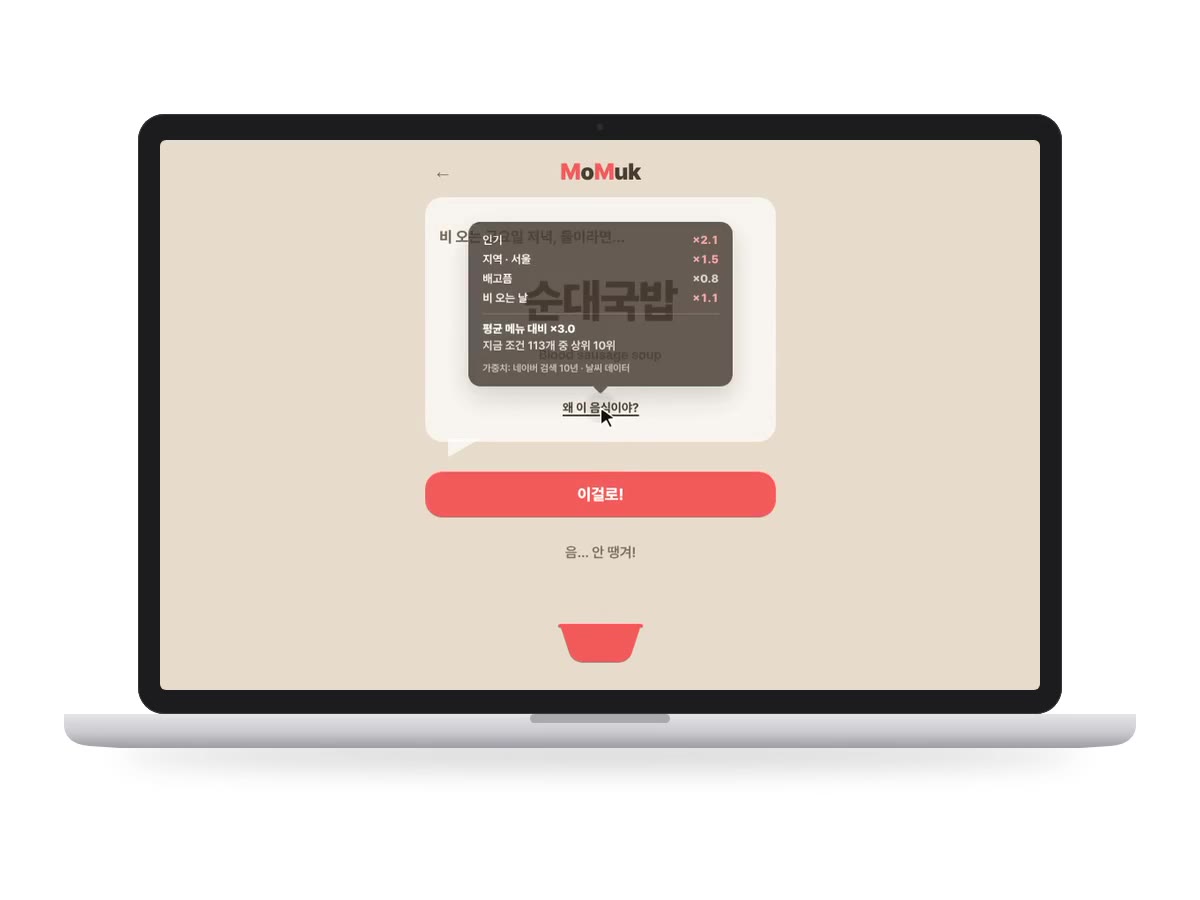 ←
MoMuk
비 오는 금요일 저녁, 둘이라면...
인기 ×2.1
지역 · 서울 ×1.5
배고픔 ×0.8
비 오는 날 ×1.1
순대국밥
평균 메뉴 대비 ×3.0
지금 조건 113개 중 상위 10위
Blood sausage soup
가중치: 네이버 검색 10년 · 날씨 데이터
왜 이 음식이야?
이걸로!
음... 안 땡겨!